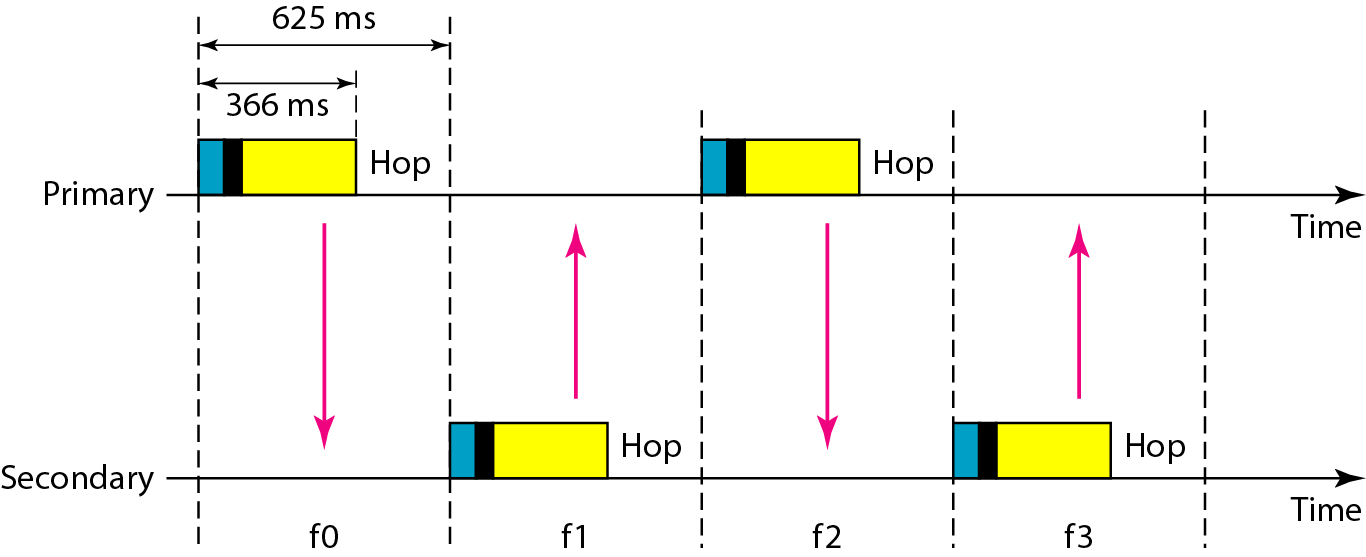 625 ms
366 ms
Hop
Hop
Primary
Time
Hop
Hop
Secondary
Time
f0
f1
f2
f3